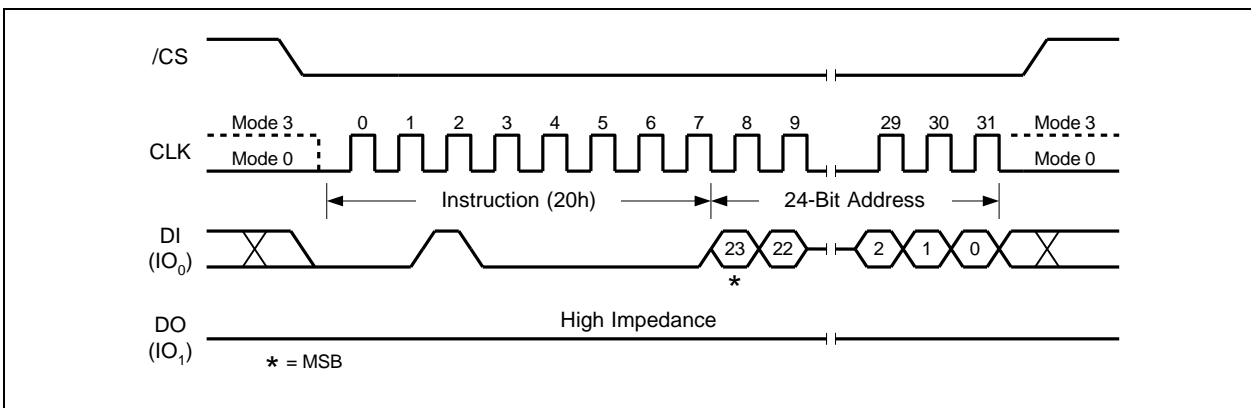 /CS
Mode 3 0 1 2 3 4 5 6 7 8 9 29 30 31 Mode 3
CLK
Mode 0 Mode 0
Instruction (20h) 24-Bit Address
DI
(IO0)
23 22 2 1 0
*
High Impedance
DO
(IO1)
* = MSB